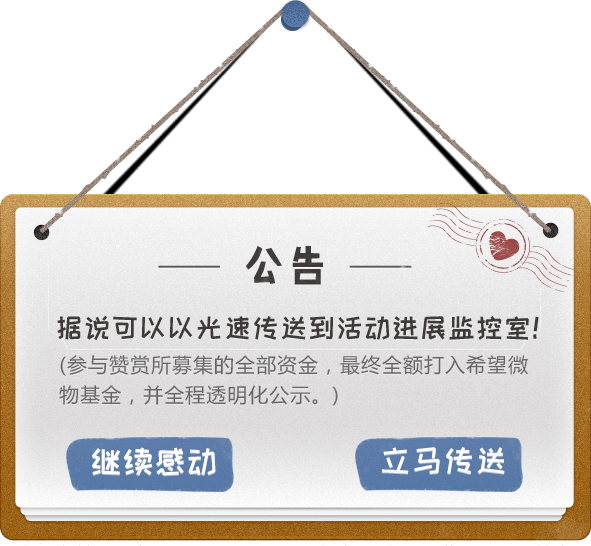 公告
据说可以以光速传送到活动进展监控室!
(参与赞赏所募集的全部资金，最终全额打入希望微
物基金，并全程透明化公示。)
继续感动 立马传送